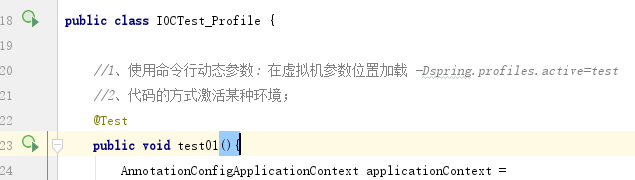 18 public class IOCTest_Profile {
19
20 //1、使用命令行动态参数: 在虚拟机参数位置加载 -Dspring.profiles.active=test
21 //2、代码的方式激活某种环境;
22 @Test
23 public void test01(){
24 AnnotationConfigApplicationContext applicationContext =